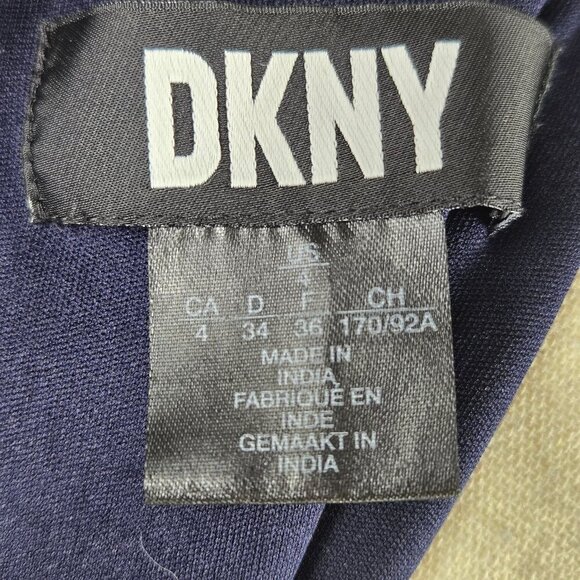 DKNY
US
4
CA D F CH
4 34 36 170/92A
MADE IN
INDIA
FABRIQUÉ EN
INDE
GEMAAKT IN
INDIA